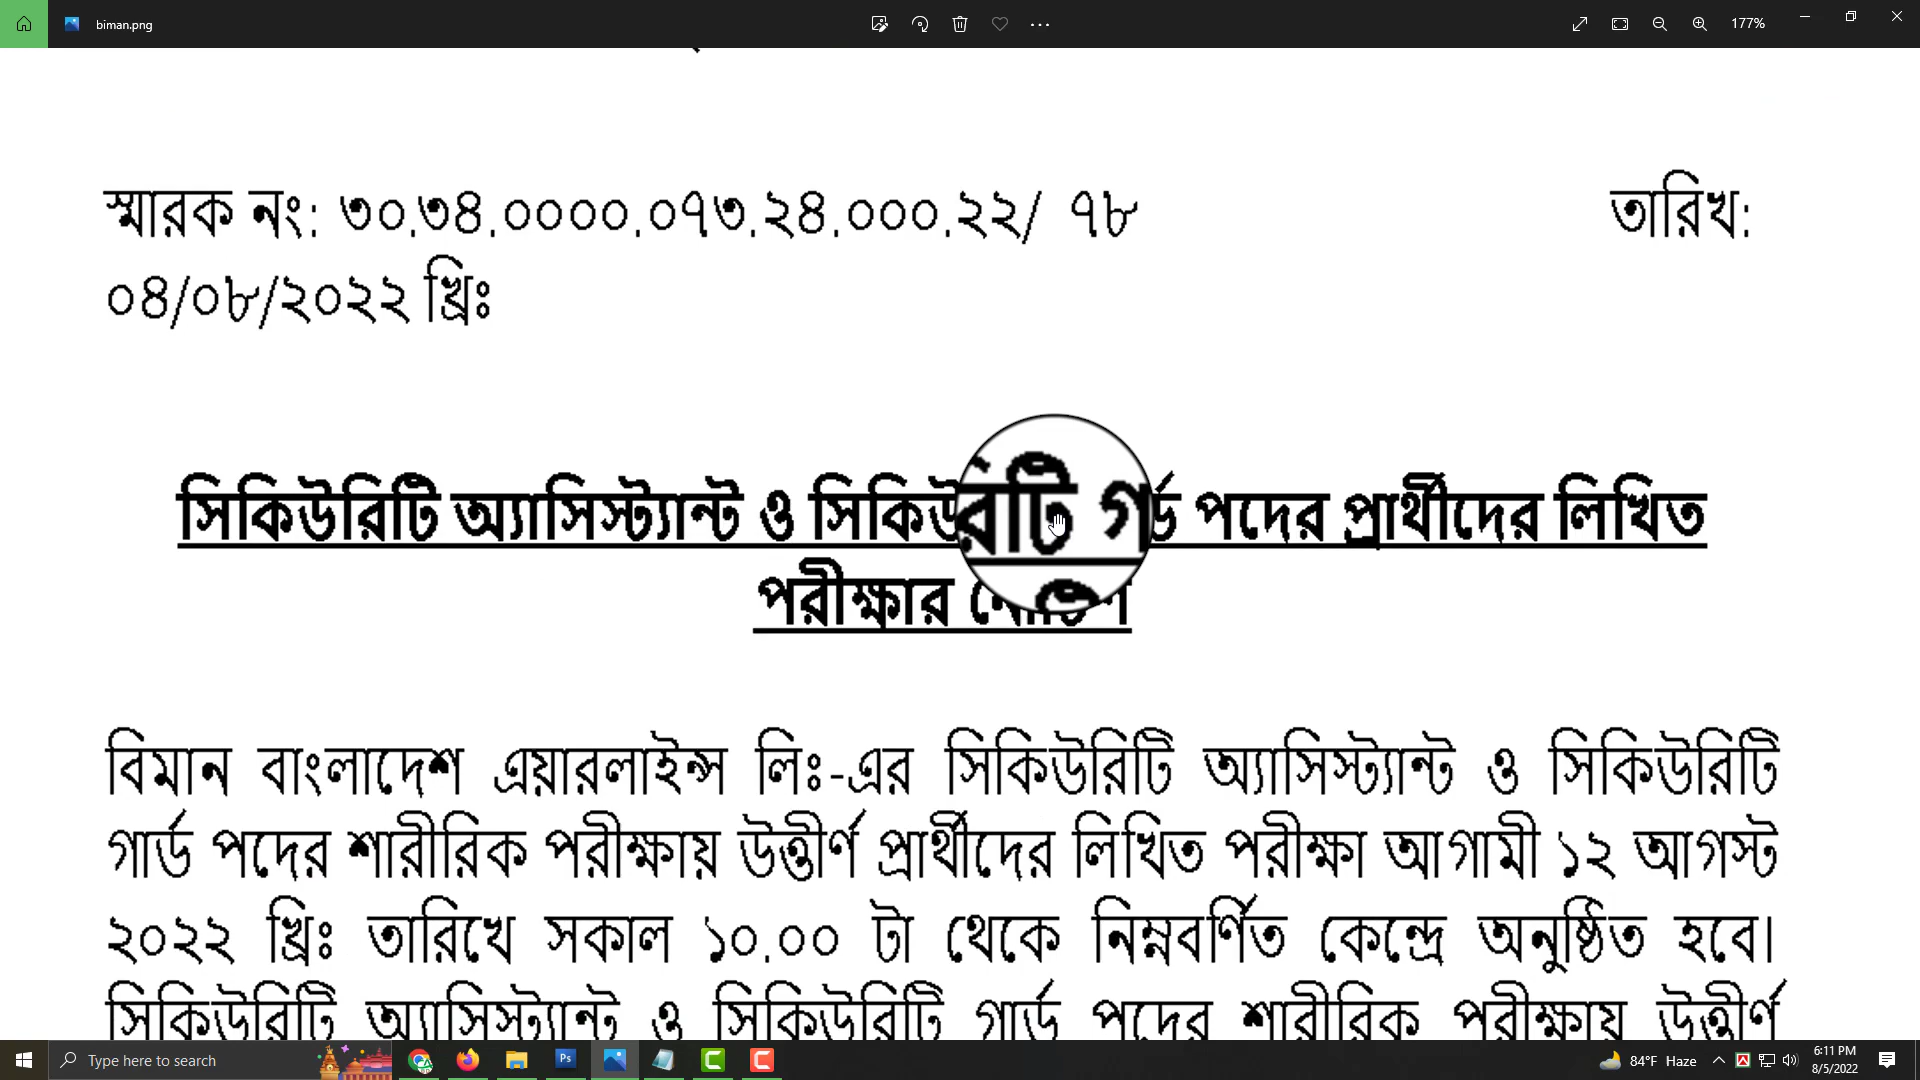 biman.png
177%
স্মারক নং: ৩০.৩৪.০০০০.০৭৩.২৪.০০০.২২/ ৭৮ তারিখ:
০৪/০৮/২০২২ খ্রিঃ
সিকিউরিটি অ্যাসিস্ট্যান্ট ও সিকিউরিটি গার্ড পদের প্রার্থীদের লিখিত
পরীক্ষার
বিমান বাংলাদেশ এয়ারলাইন্স লিঃ-এর সিকিউরিটি অ্যাসিস্ট্যান্ট ও সিকিউরিটি
গার্ড পদের শারীরিক পরীক্ষায় উত্তীর্ণ প্রার্থীদের লিখিত পরীক্ষা আগামী ১২ আগস্ট
২০২২ খ্রিঃ তারিখে সকাল ১০.০০ টা থেকে নিম্নবর্ণিত কেন্দ্রে অনুষ্ঠিত হবে।
সিকিউরিটি অ্যাসিস্ট্যান্ট ও সিকিউরিটি গার্ড পদের শারীরিক পরীক্ষায় উত্তীর্ণ
Type here to search
Ps
84°F Haze
6:11 PM
8/5/2022